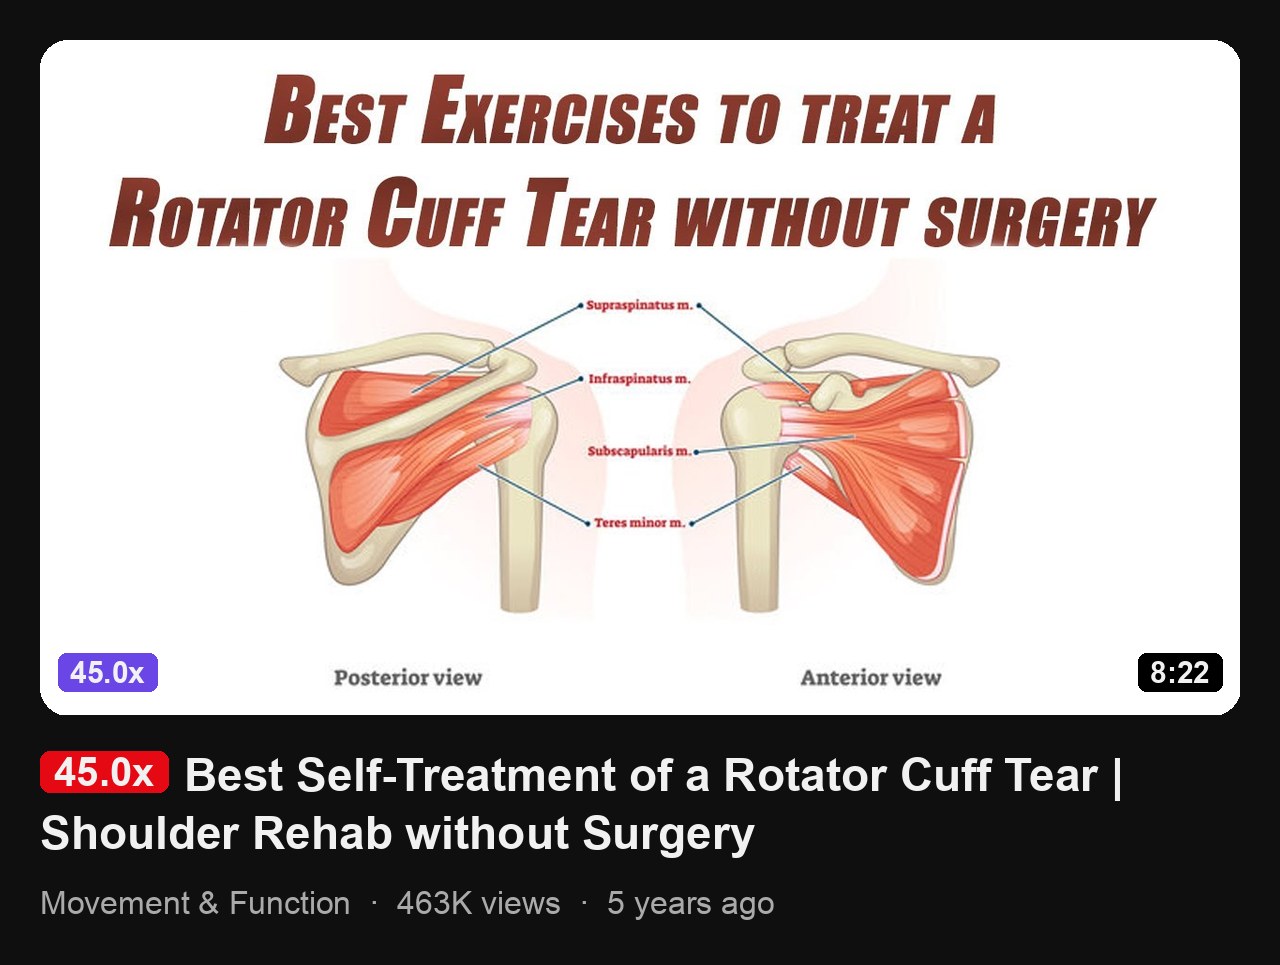 Best Exercises to treat a
Rotator Cuff Tear without surgery
Supraspinatus m.
Infraspinatus m.
Subscapularis m.
Teres minor m.
Posterior view
Anterior view
45.0x
8:22
45.0x Best Self-Treatment of a Rotator Cuff Tear |
Shoulder Rehab without Surgery
Movement & Function · 463K views · 5 years ago